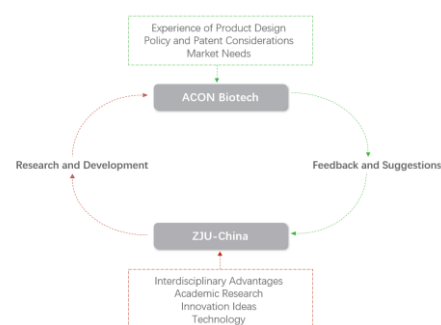 Experience of Product Design
Policy and Patent Considerations
Market Needs
ACON Biotech
Research and Development
Feedback and Suggestions
ZJU-China
Interdisciplinary Advantages
Academic Research
Innovation Ideas
Technology